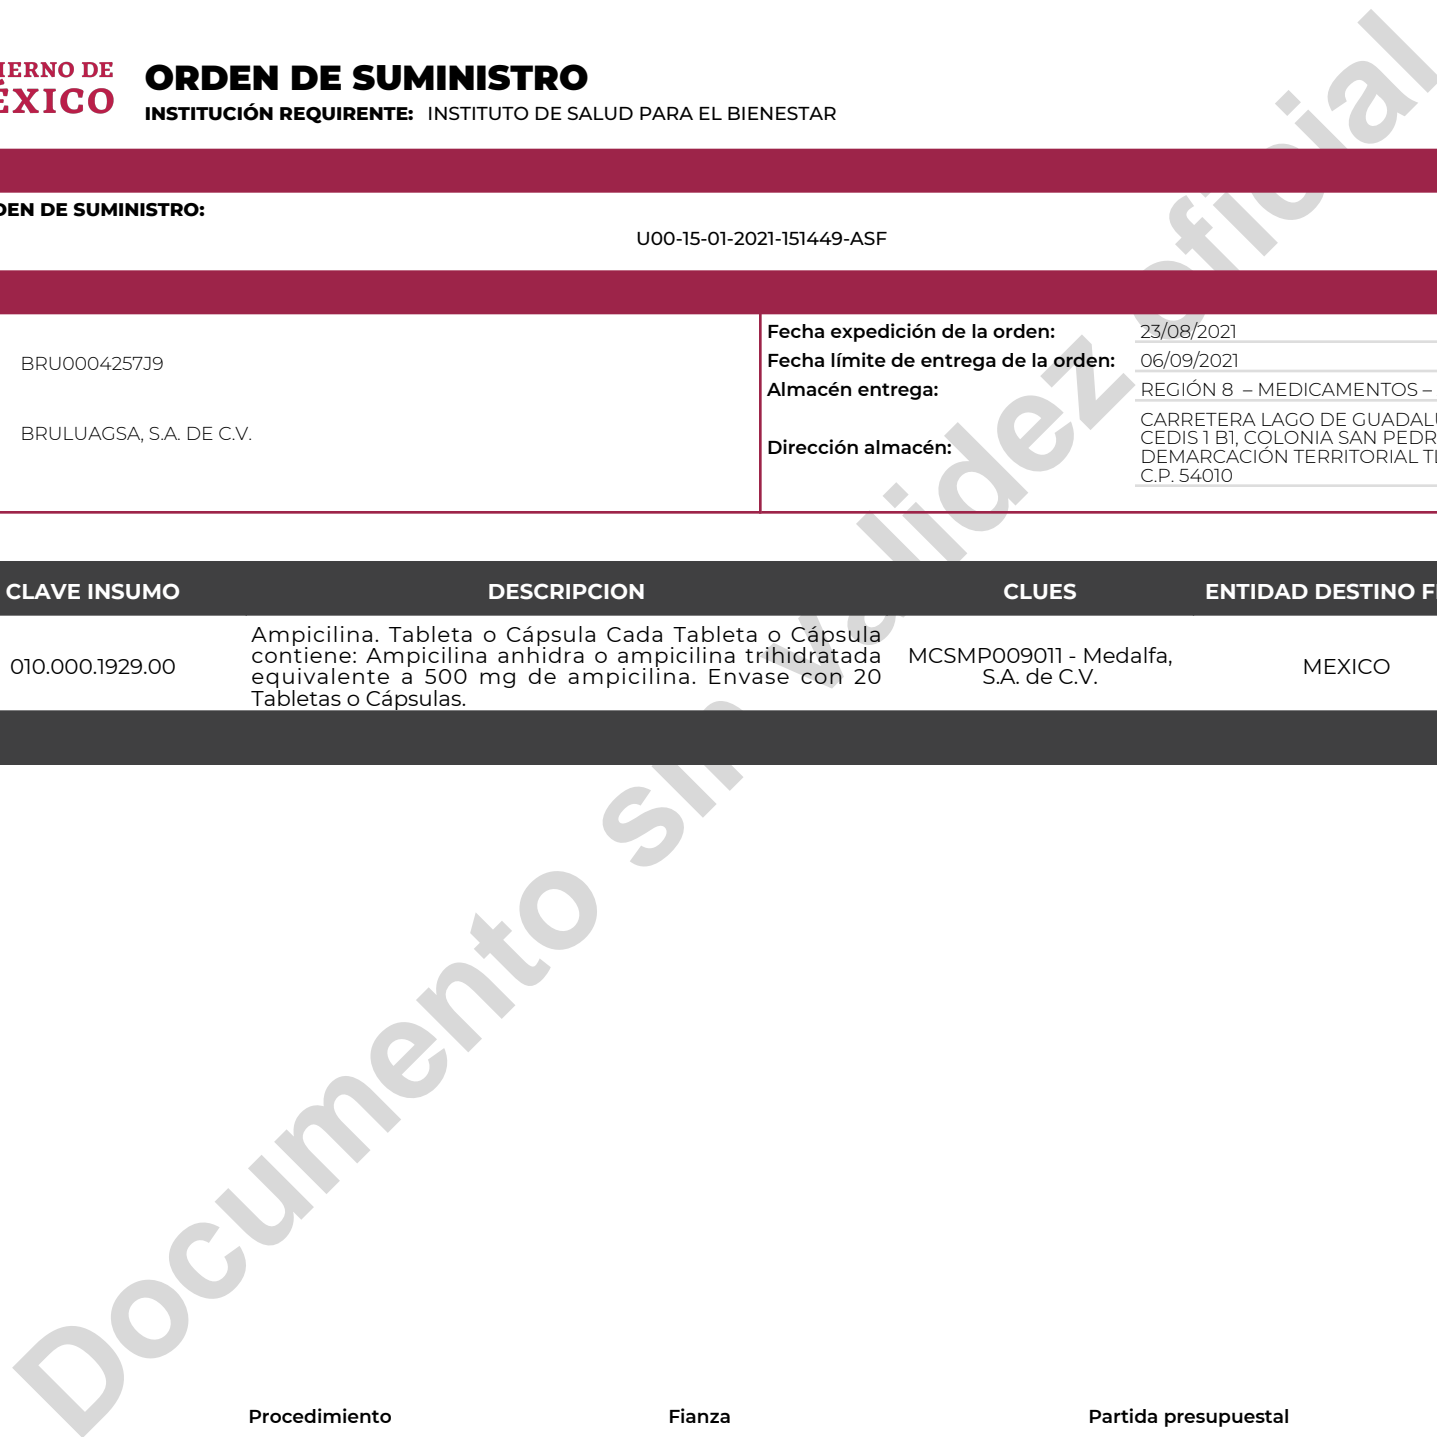 IERNO DE
ÉXICO
ORDEN DE SUMINISTRO
INSTITUCIÓN REQUIRENTE: INSTITUTO DE SALUD PARA EL BIENESTAR
DEN DE SUMINISTRO:
U00-15-01-2021-151449-ASF
BRU0004257J9
BRULUAGSA, S.A. DE C.V.
Fecha expedición de la orden: 23/08/2021
Fecha límite de entrega de la orden: 06/09/2021
Almacén entrega: REGIÓN 8 – MEDICAMENTOS –
Dirección almacén:
CARRETERA LAGO DE GUADALU
CEDIS 1 B1, COLONIA SAN PEDR
DEMARCACIÓN TERRITORIAL TL
C.P. 54010
CLAVE INSUMO DESCRIPCION CLUES ENTIDAD DESTINO FI
010.000.1929.00
Ampicilina. Tableta o Cápsula Cada Tableta o Cápsula
contiene: Ampicilina anhidra o ampicilina trihidratada
equivalente a 500 mg de ampicilina. Envase con 20
Tabletas o Cápsulas.
MCSMP009011 - Medalfa,
S.A. de C.V.
MEXICO
Documento sin validez oficial
Procedimiento Fianza Partida presupuestal